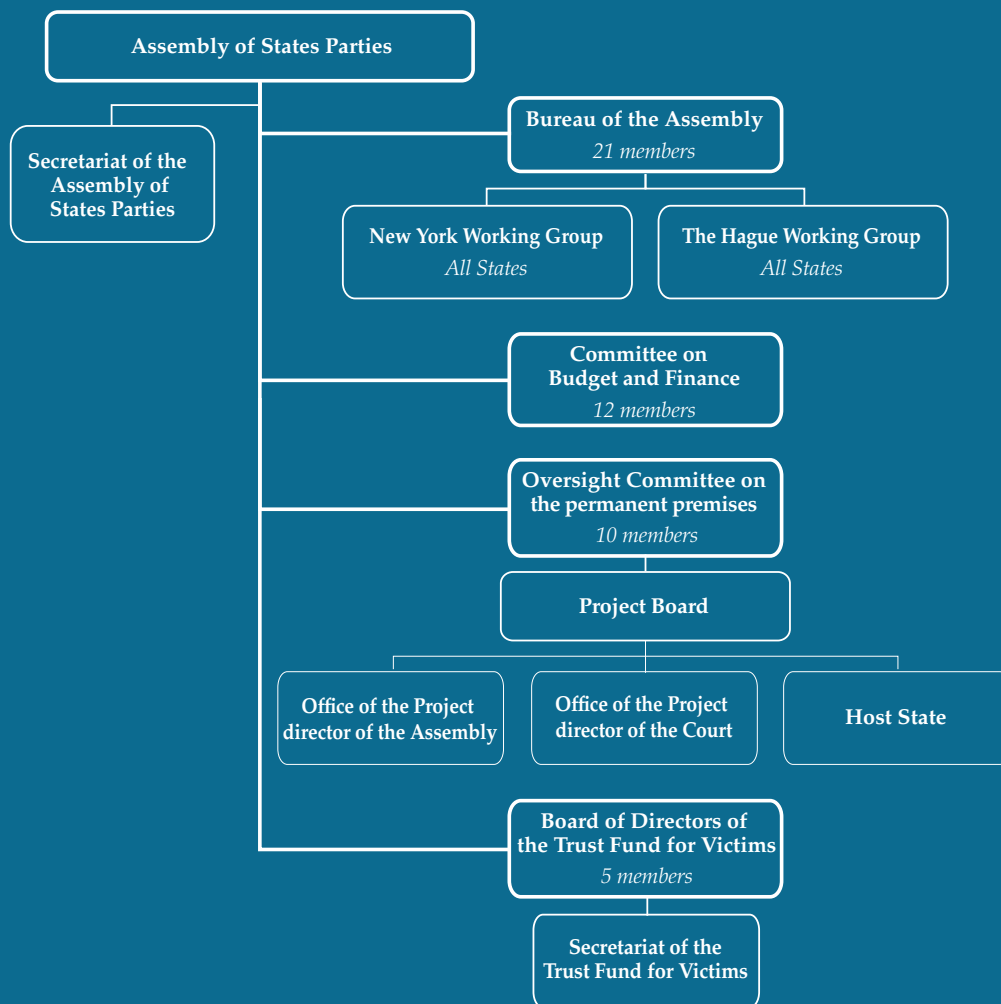 Assembly of States Parties
Secretariat of the
Assembly of
States Parties
Bureau of the Assembly
21 members
New York Working Group
All States
The Hague Working Group
All States
Committee on
Budget and Finance
12 members
Oversight Committee on
the permanent premises
10 members
Project Board
Office of the Project
director of the Assembly
Office of the Project
director of the Court
Host State
Board of Directors of
the Trust Fund for Victims
5 members
Secretariat of the
Trust Fund for Victims